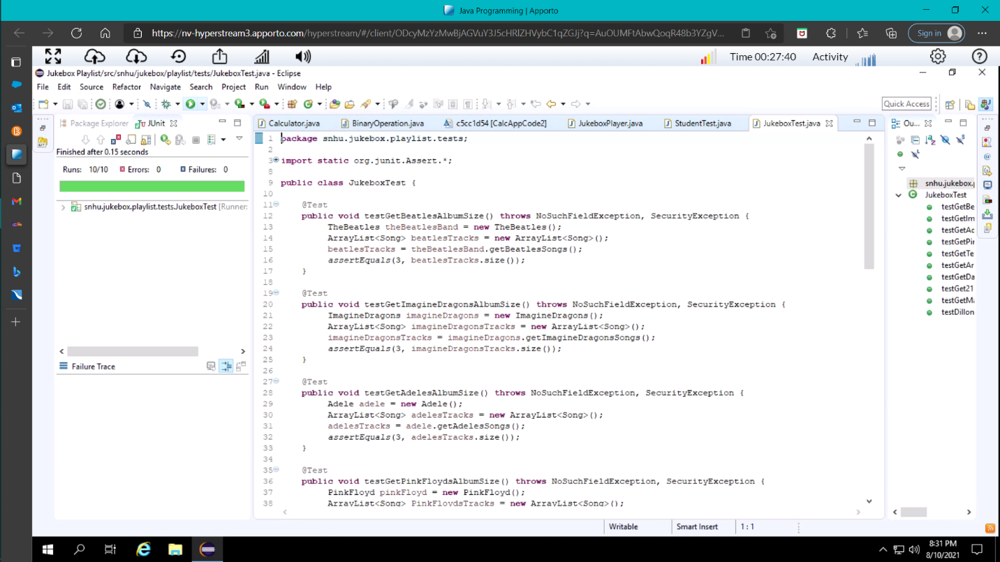 Java Programming | Apporto
https://nv-hyperstream3.apporto.com/hyperstream/#/client/ODcyMzYzMwBjAGVuY3J5cHRlZHVybC1qZGJj?q=AuOUMFtAbwQoqR48b3YZgV...
Sign in
Time 00:27:40 Activity
Jukebox Playlist/src/snhu/jukebox/playlist/tests/JukeboxTest.java - Eclipse
File Edit Source Refactor Navigate Search Project Run Window Help
Quick Access
Package Explorer JUnit
Calculator.java BinaryOperation.java c5cc1d54 [CalcAppCode2] JukeboxPlayer.java StudentTest.java JukeboxTest.java
Ou...
Finished after 0.15 seconds
Runs: 10/10 Errors: 0 Failures: 0
snhu.jukebox.playlist.tests.JukeboxTest [Runner:
Failure Trace
1 package snhu.jukebox.playlist.tests;
2
3 import static org.junit.Assert.*;
8
9 public class JukeboxTest {
10
11 @Test
12 public void testGetBeatlesAlbumSize() throws NoSuchFieldException, SecurityException {
13 TheBeatles theBeatlesBand = new TheBeatles();
14 ArrayList<Song> beatlesTracks = new ArrayList<Song>();
15 beatlesTracks = theBeatlesBand.getBeatlesSongs();
16 assertEquals(3, beatlesTracks.size());
17 }
18
19 @Test
20 public void testGetImagineDragonsAlbumSize() throws NoSuchFieldException, SecurityException {
21 ImagineDragons imagineDragons = new ImagineDragons();
22 ArrayList<Song> imagineDragonsTracks = new ArrayList<Song>();
23 imagineDragonsTracks = imagineDragons.getImagineDragonsSongs();
24 assertEquals(3, imagineDragonsTracks.size());
25 }
26
27 @Test
28 public void testGetAdelesAlbumSize() throws NoSuchFieldException, SecurityException {
29 Adele adele = new Adele();
30 ArrayList<Song> adelesTracks = new ArrayList<Song>();
31 adelesTracks = adele.getAdelesSongs();
32 assertEquals(3, adelesTracks.size());
33 }
34
35 @Test
36 public void testGetPinkFloydsAlbumSize() throws NoSuchFieldException, SecurityException {
37 PinkFloyd pinkFloyd = new PinkFloyd();
38 ArrayList<Song> PinkFloydsTracks = new ArrayList<Song>();
snhu.jukebox.
JukeboxTest
testGetBe
testGetIm
testGetAc
testGetPir
testGetTe
testGetAr
testGetDa
testGet21
testGetMa
testDillon
Writable Smart Insert 1 : 1
8:31 PM
8/10/2021